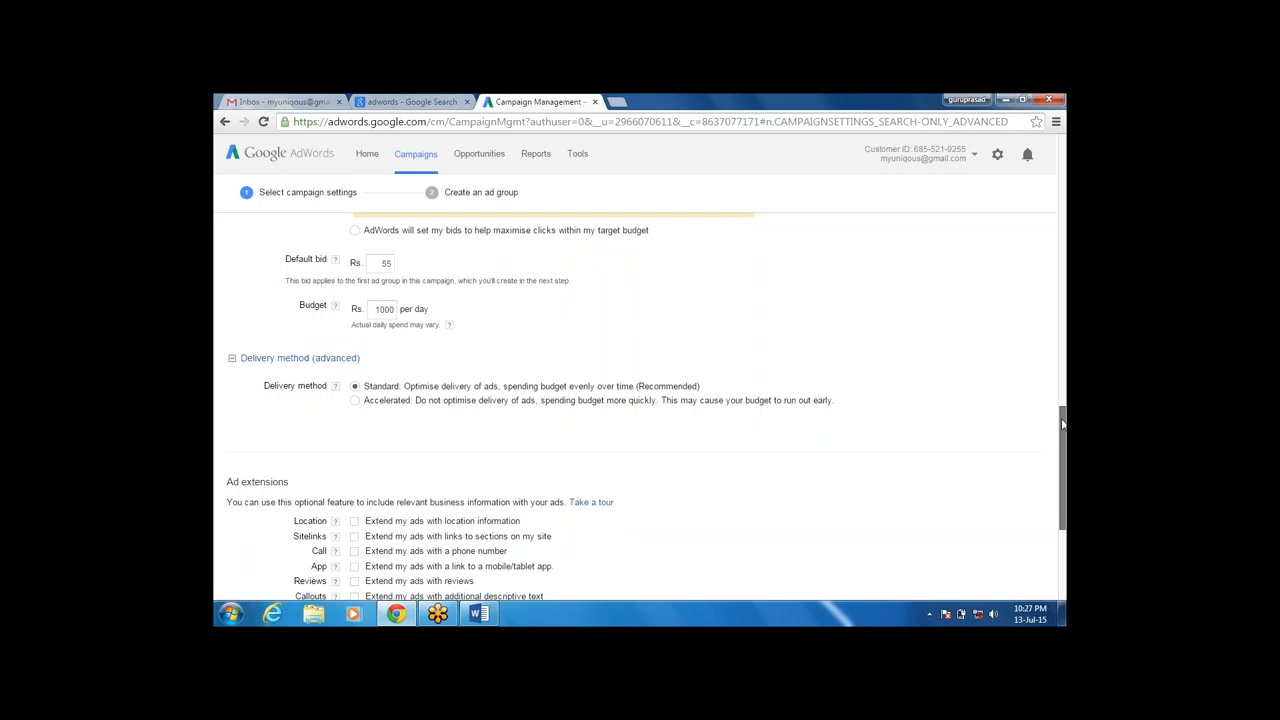 guruprasad
Inbox - myuniqous@gma
adwords - Google Search
Campaign Management -
https://adwords.google.com/cm/CampaignMgmt?authuser=0&__u=2966070611&__c=8637077171#n.CAMPAIGNSETTINGS_SEARCH-ONLY_ADVANCED
Google AdWords
Home
Campaigns
Opportunities
Reports
Tools
Customer ID: 685-521-9255
myuniqous@gmail.com
1 Select campaign settings
2 Create an ad group
AdWords will set my bids to help maximise clicks within my target budget
Default bid ? Rs. 55
This bid applies to the first ad group in this campaign, which you'll create in the next step.
Budget ? Rs. 1000 per day
Actual daily spend may vary. ?
Delivery method (advanced)
Delivery method ? Standard: Optimise delivery of ads, spending budget evenly over time (Recommended)
Accelerated: Do not optimise delivery of ads, spending budget more quickly. This may cause your budget to run out early.
Ad extensions
You can use this optional feature to include relevant business information with your ads. Take a tour
Location ? Extend my ads with location information
Sitelinks ? Extend my ads with links to sections on my site
Call ? Extend my ads with a phone number
App ? Extend my ads with a link to a mobile/tablet app.
Reviews ? Extend my ads with reviews
Callouts ? Extend my ads with additional descriptive text
10:27 PM
13-Jul-15